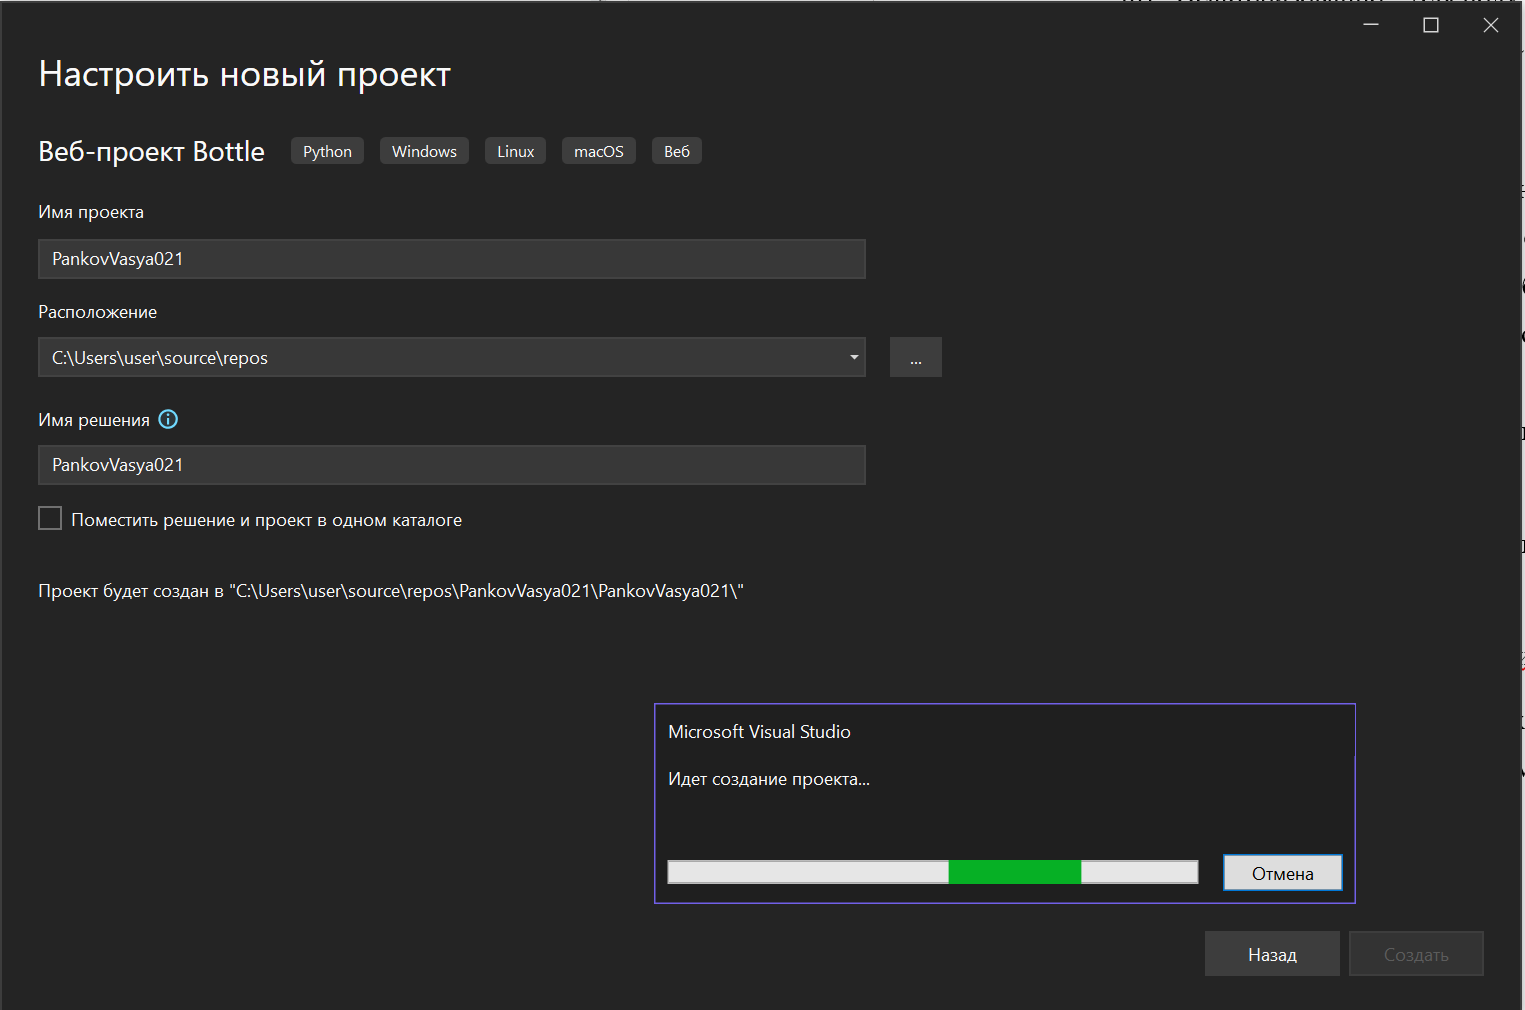 Настроить новый проект
Веб-проект Bottle Python Windows Linux macOS Веб
Имя проекта
PankovVasya021
Расположение
C:\Users\user\source\repos
...
Имя решения
PankovVasya021
Поместить решение и проект в одном каталоге
Проект будет создан в "C:\Users\user\source\repos\PankovVasya021\PankovVasya021\"
Microsoft Visual Studio
Идет создание проекта...
Отмена
Назад Создать